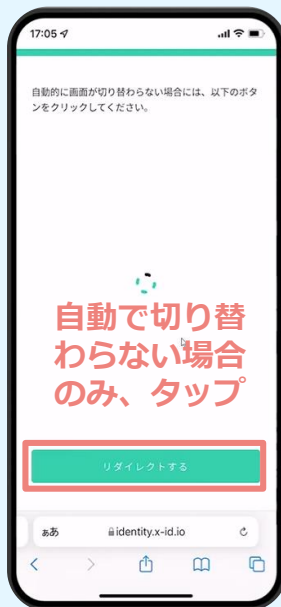 17:05
自動的に画面が切り替わらない場合には、以下のボタ
ンをクリックしてください。
自動で切り替
わらない場合
のみ、タップ
リダイレクトする
ぁあ
identity.x-id.io